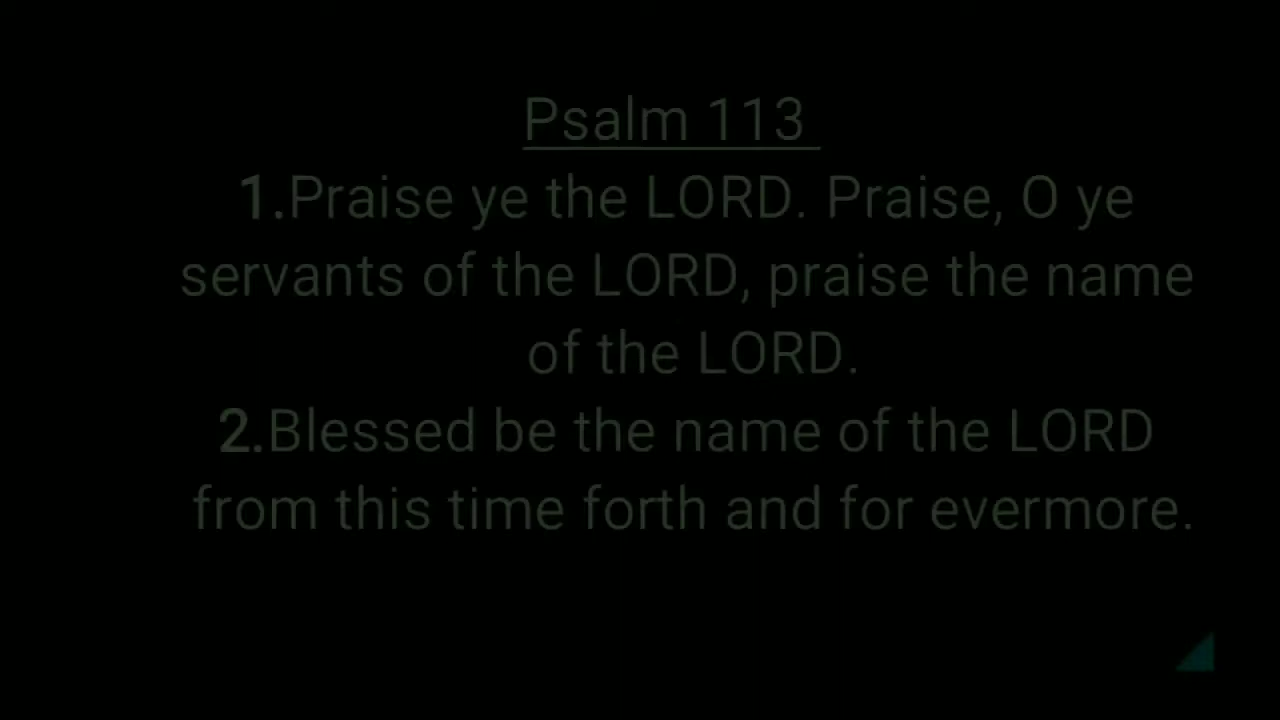 Psalm 113
1.Praise ye the LORD. Praise, O ye
servants of the LORD, praise the name
of the LORD.
2.Blessed be the name of the LORD
from this time forth and for evermore.